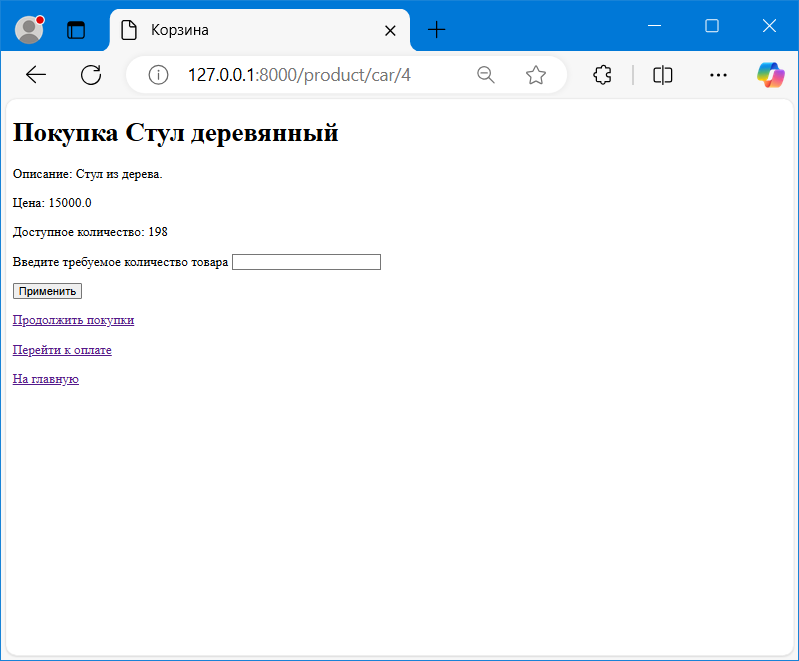 Корзина
127.0.0.1:8000/product/car/4
Покупка Стул деревянный
Описание: Стул из дерева.
Цена: 15000.0
Доступное количество: 198
Введите требуемое количество товара
Применить
Продолжить покупки
Перейти к оплате
На главную